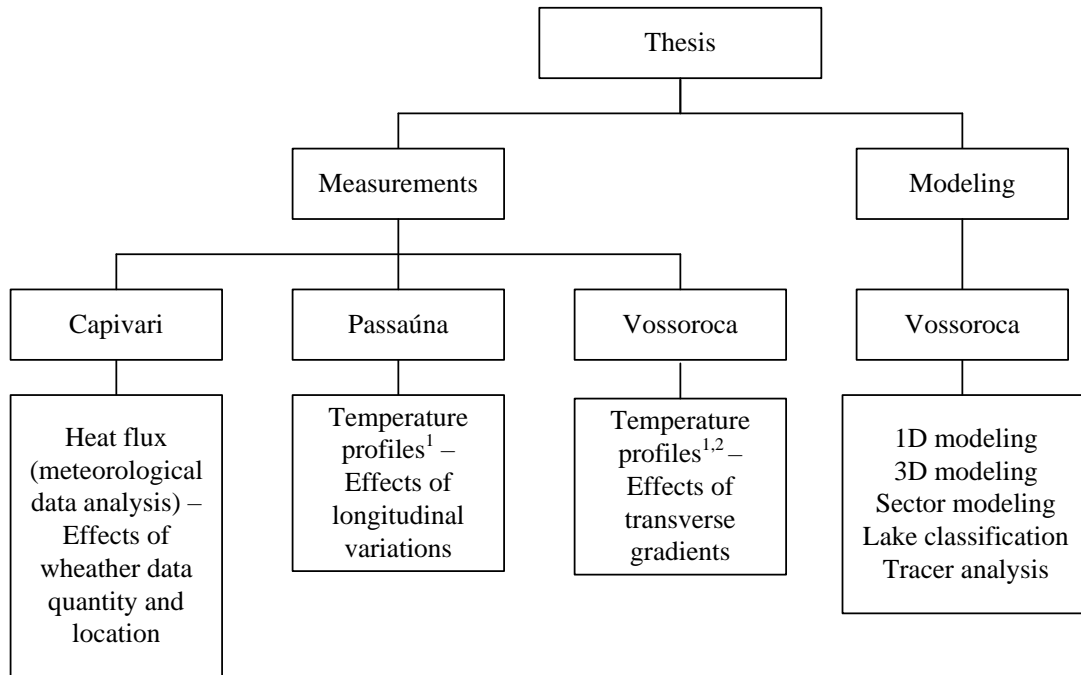 Thesis
Measurements
Modeling
Capivari
Passaúna
Vossoroca
Vossoroca
Heat flux
(meteorological
data analysis) –
Effects of
wheather data
quantity and
location
Temperature
profiles¹ –
Effects of
longitudinal
variations
Temperature
profiles¹,² –
Effects of
transverse
gradients
1D modeling
3D modeling
Sector modeling
Lake classification
Tracer analysis